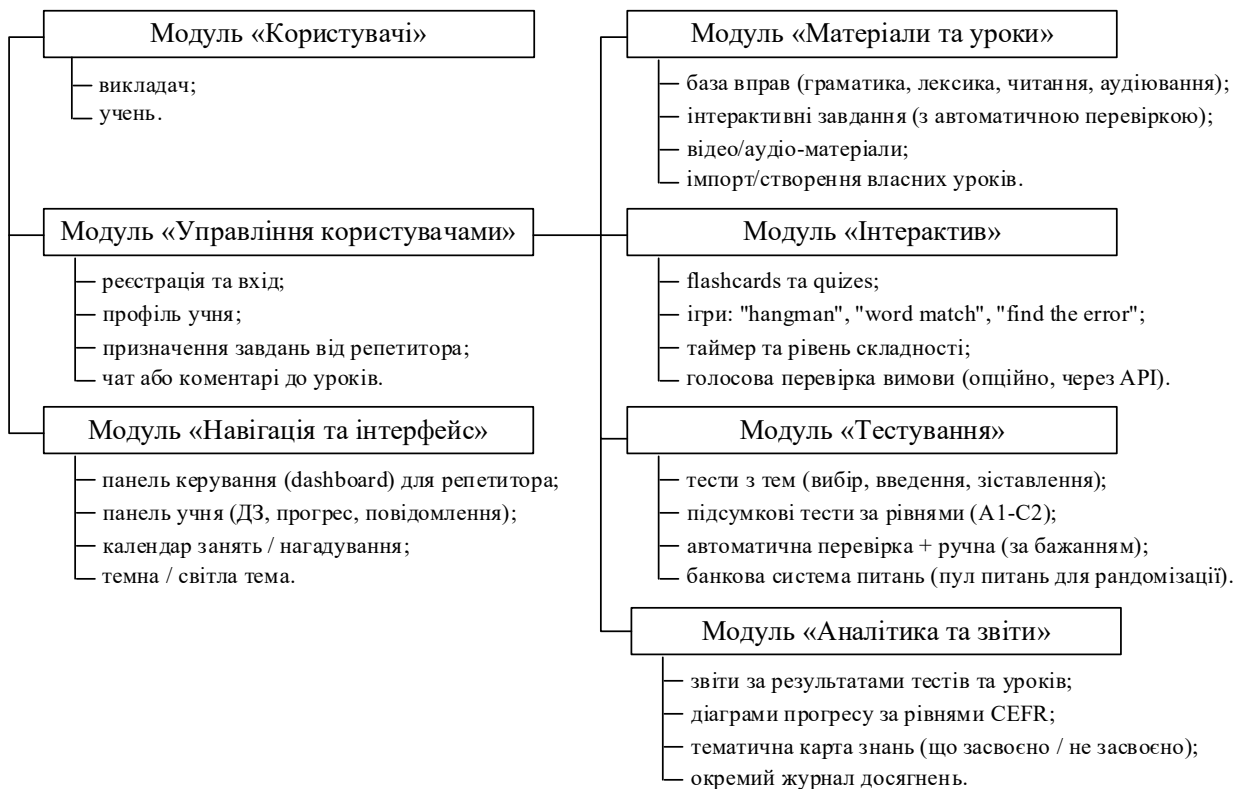 Модуль «Користувачі»
викладач;
учень.
Модуль «Управління користувачами»
реєстрація та вхід;
профіль учня;
призначення завдань від репетитора;
чат або коментарі до уроків.
Модуль «Навігація та інтерфейс»
панель керування (dashboard) для репетитора;
панель учня (ДЗ, прогрес, повідомлення);
календар занять / нагадування;
темна / світла тема.
Модуль «Матеріали та уроки»
база вправ (граматика, лексика, читання, аудіювання);
інтерактивні завдання (з автоматичною перевіркою);
відео/аудіо-матеріали;
імпорт/створення власних уроків.
Модуль «Інтерактив»
flashcards та quizes;
ігри: "hangman", "word match", "find the error";
таймер та рівень складності;
голосова перевірка вимови (опційно, через API).
Модуль «Тестування»
тести з тем (вибір, введення, зіставлення);
підсумкові тести за рівнями (A1-C2);
автоматична перевірка + ручна (за бажанням);
банкова система питань (пул питань для рандомізації).
Модуль «Аналітика та звіти»
звіти за результатами тестів та уроків;
діаграми прогресу за рівнями CEFR;
тематична карта знань (що засвоєно / не засвоєно);
окремий журнал досягнень.